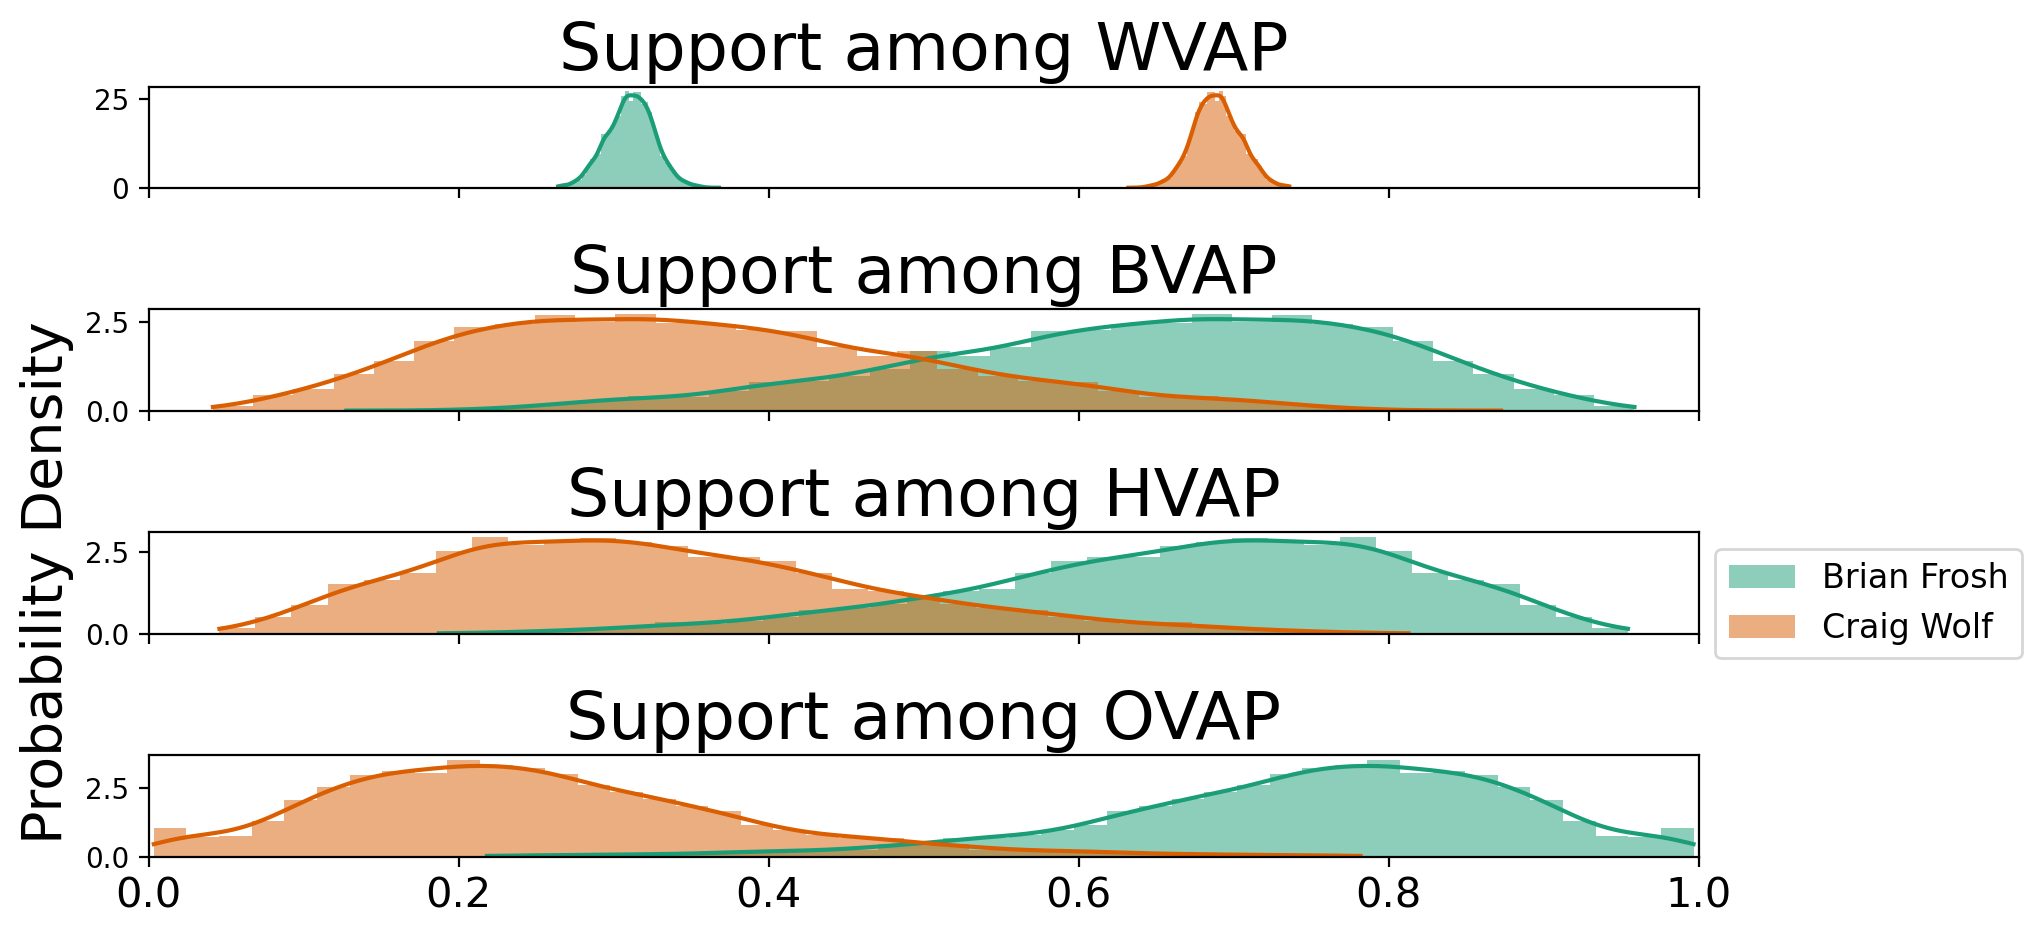 Support among WVAP
25
0
Support among BVAP
2.5
0.0
Support among HVAP
2.5
0.0
Support among OVAP
2.5
0.0
0.0 0.2 0.4 0.6 0.8 1.0
Probability Density
Brian Frosh
Craig Wolf